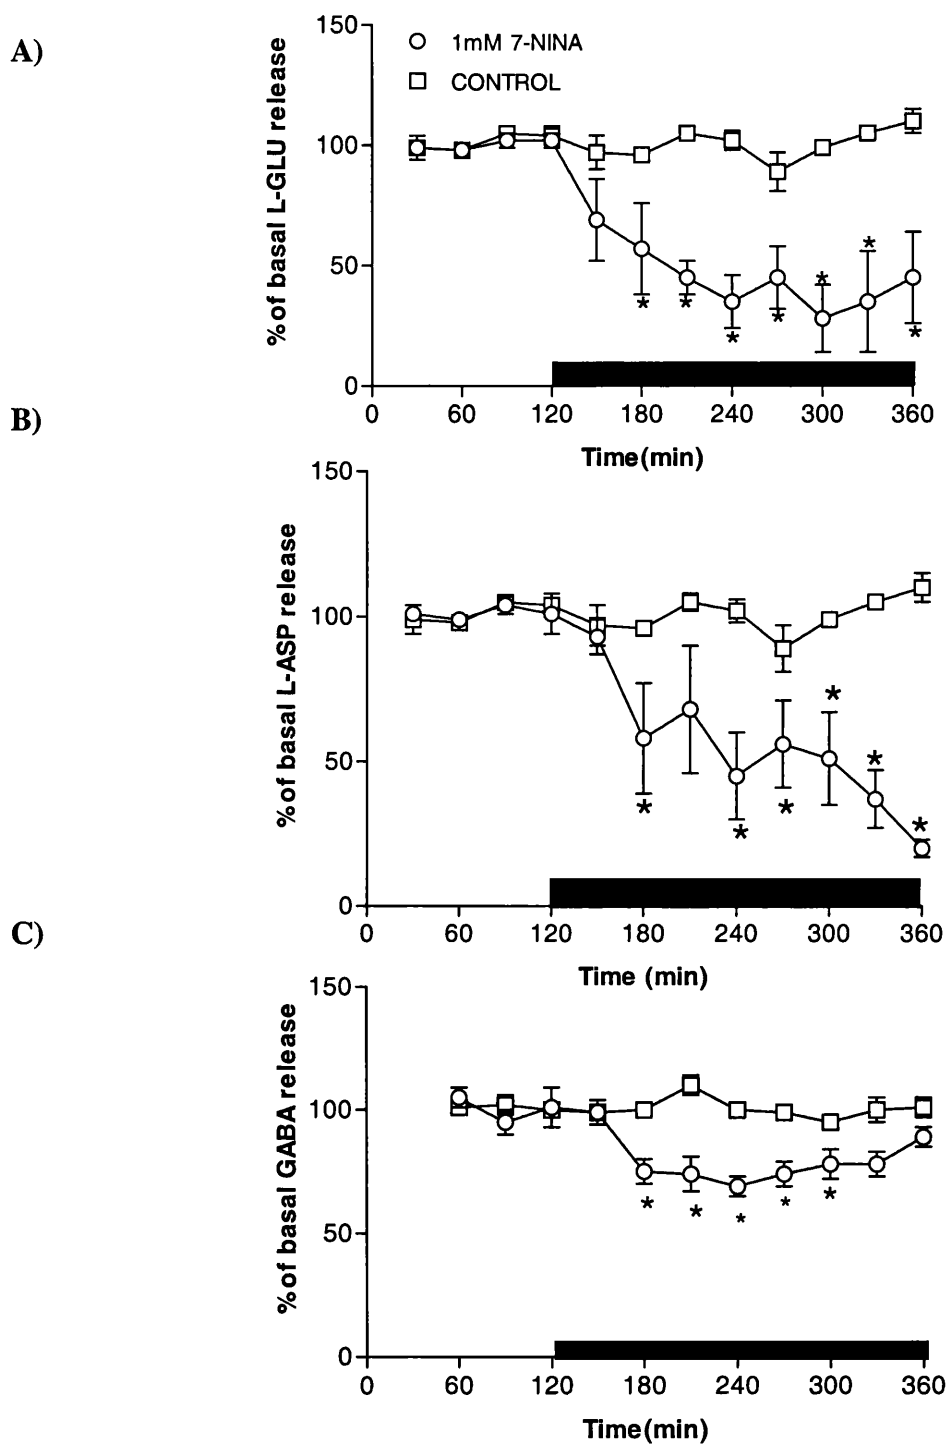 A)
150
1mM 7-NINA
CONTROL
100
50
0
% of basal L-GLU release
* * * * * * *
0 60 120 180 240 300 360
Time(min)
B)
150
100
50
0
% of basal L-ASP release
* * * * * *
0 60 120 180 240 300 360
Time (min)
C)
150
100
50
0
% of basal GABA release
* * * * *
0 60 120 180 240 300 360
Time(min)